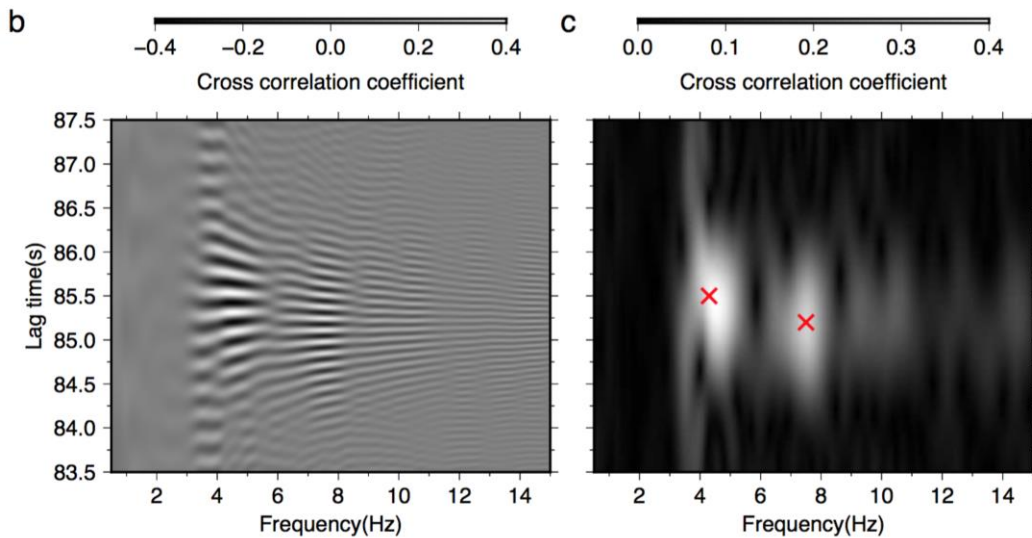 b
−0.4 −0.2 0.0 0.2 0.4
Cross correlation coefficient
87.5
87.0
86.5
86.0
85.5
85.0
84.5
84.0
83.5
Lag time(s)
2 4 6 8 10 12 14
Frequency(Hz)
c
0.0 0.1 0.2 0.3 0.4
Cross correlation coefficient
2 4 6 8 10 12 14
Frequency(Hz)